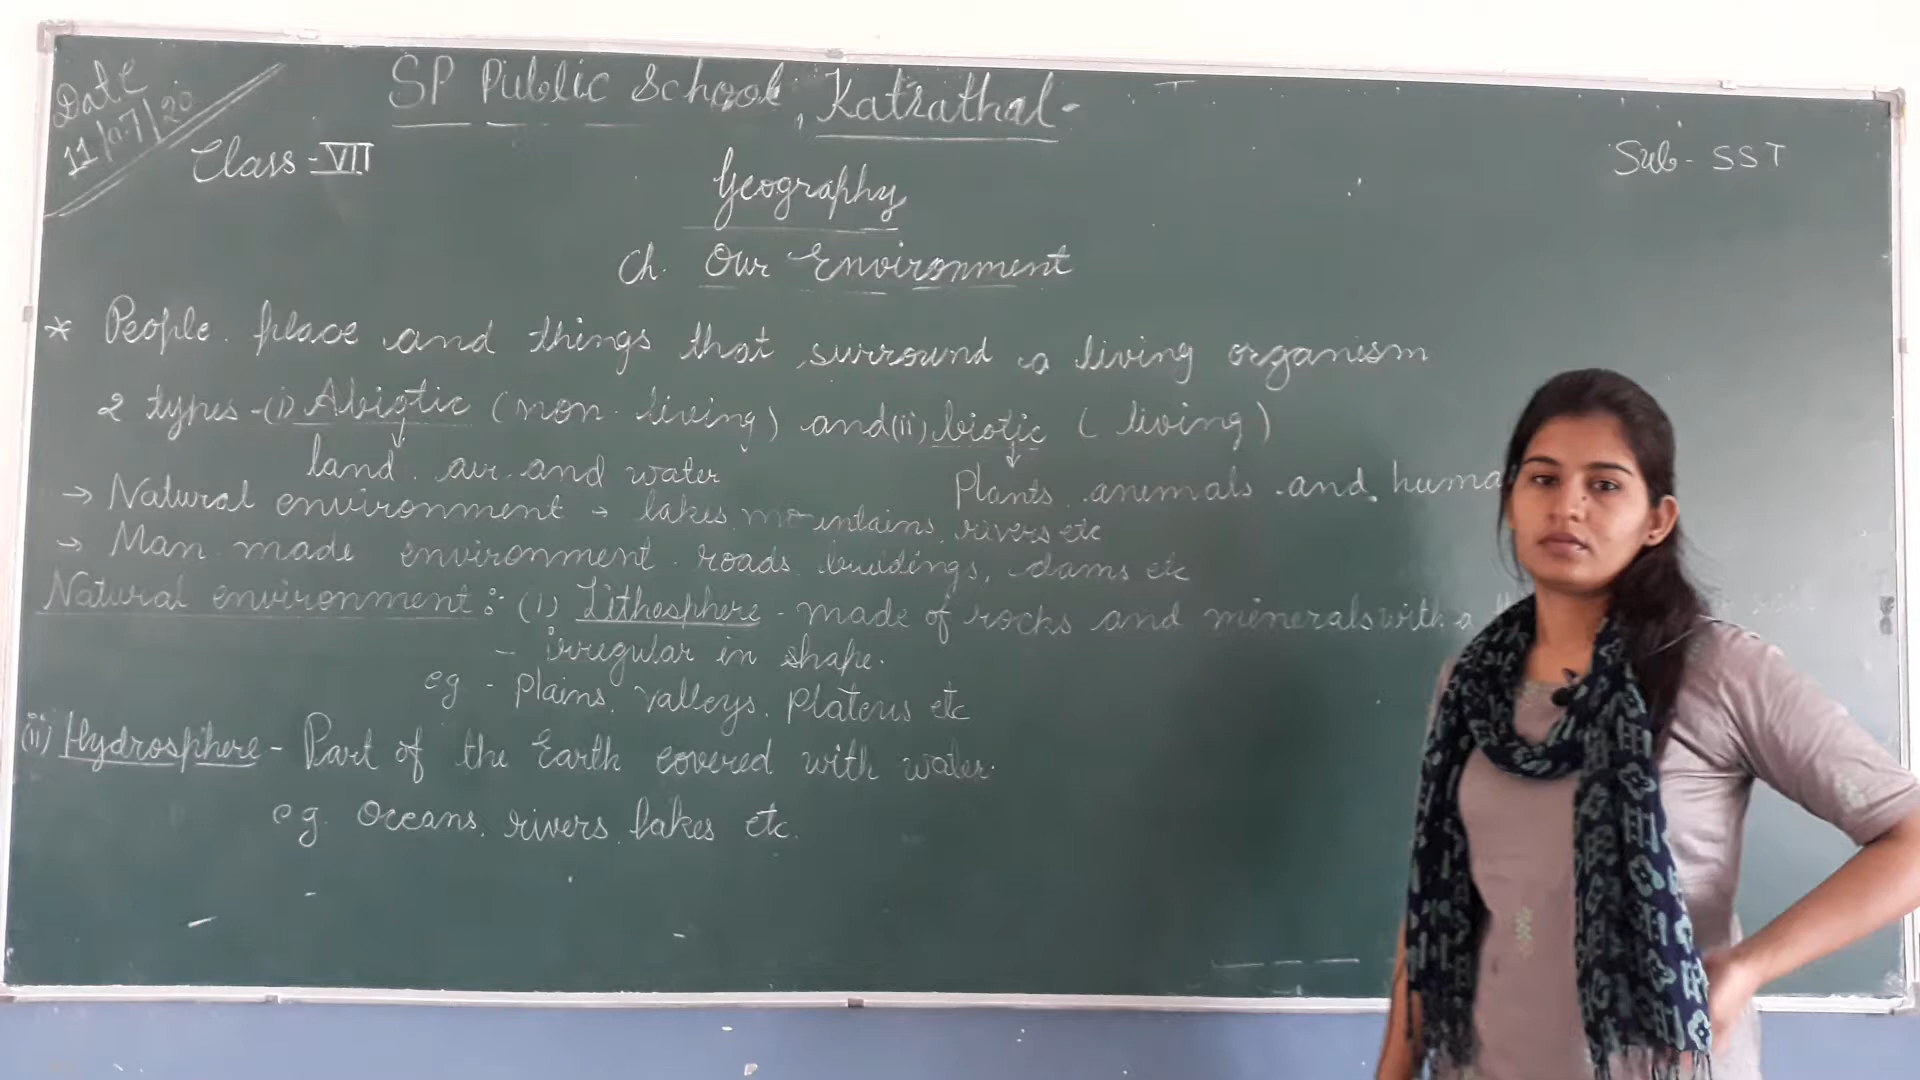 Date
11/07/20
SP Public School, Katrathal-
Class-VII
Sub- SST
Geography
Ch. Our Environment
* People. place and things that surround a living organism
2 types-(i) Abiotic (non-living) and (ii) biotic (living)
↓ ↓
land. air. and water Plants. animals. and.
→ Natural environment → lakes, mountains, rivers etc
→ Man-made environment. roads. buildings, dams etc
Natural environment:- (i) Lithosphere - made of rocks and minerals with a
- irregular in shape.
eg - Plains, valleys, Plateus etc
(ii) Hydrosphere - Part of the Earth covered with water.
eg. Oceans, rivers, lakes etc.